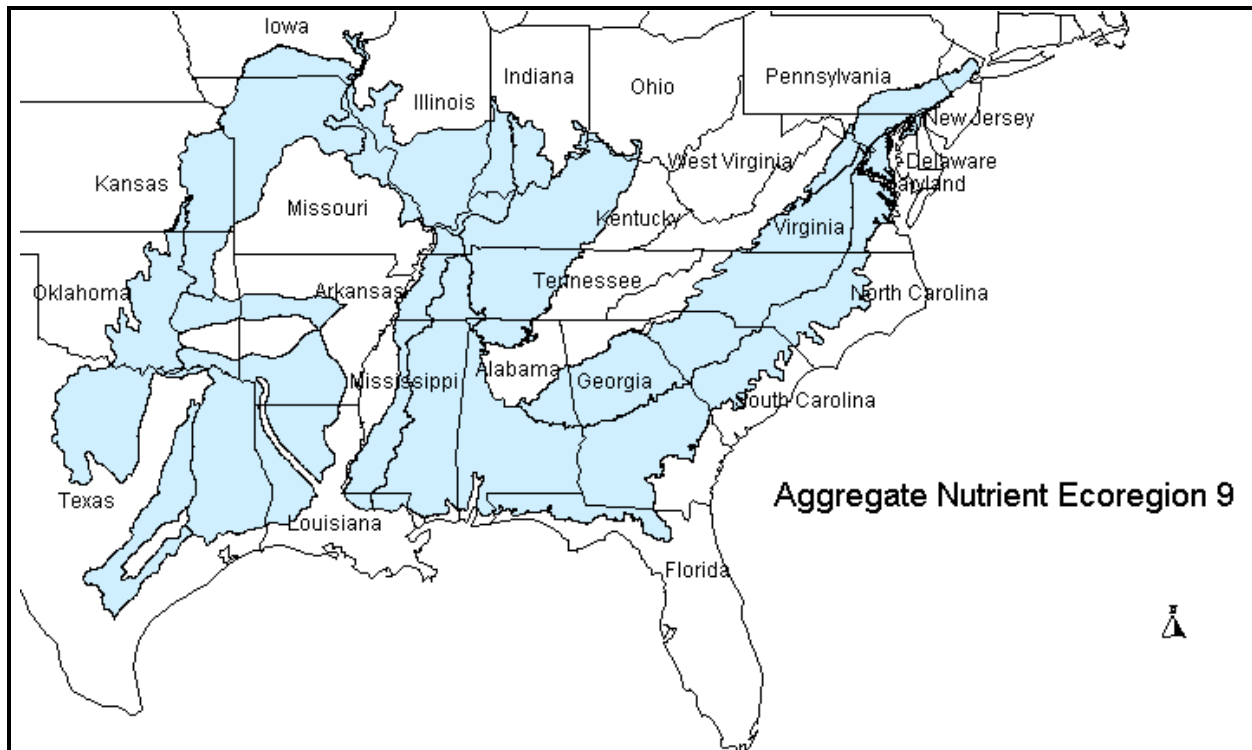 Iowa
Indiana
Ohio
Pennsylvania
Illinois
New Jersey
West Virginia
Delaware
Kansas
Maryland
Missouri
Kentucky
Virginia
Tennessee
Oklahoma
Arkansas
North Carolina
Alabama
Mississippi
Georgia
South Carolina
Texas
Aggregate Nutrient Ecoregion 9
Louisiana
Florida
N